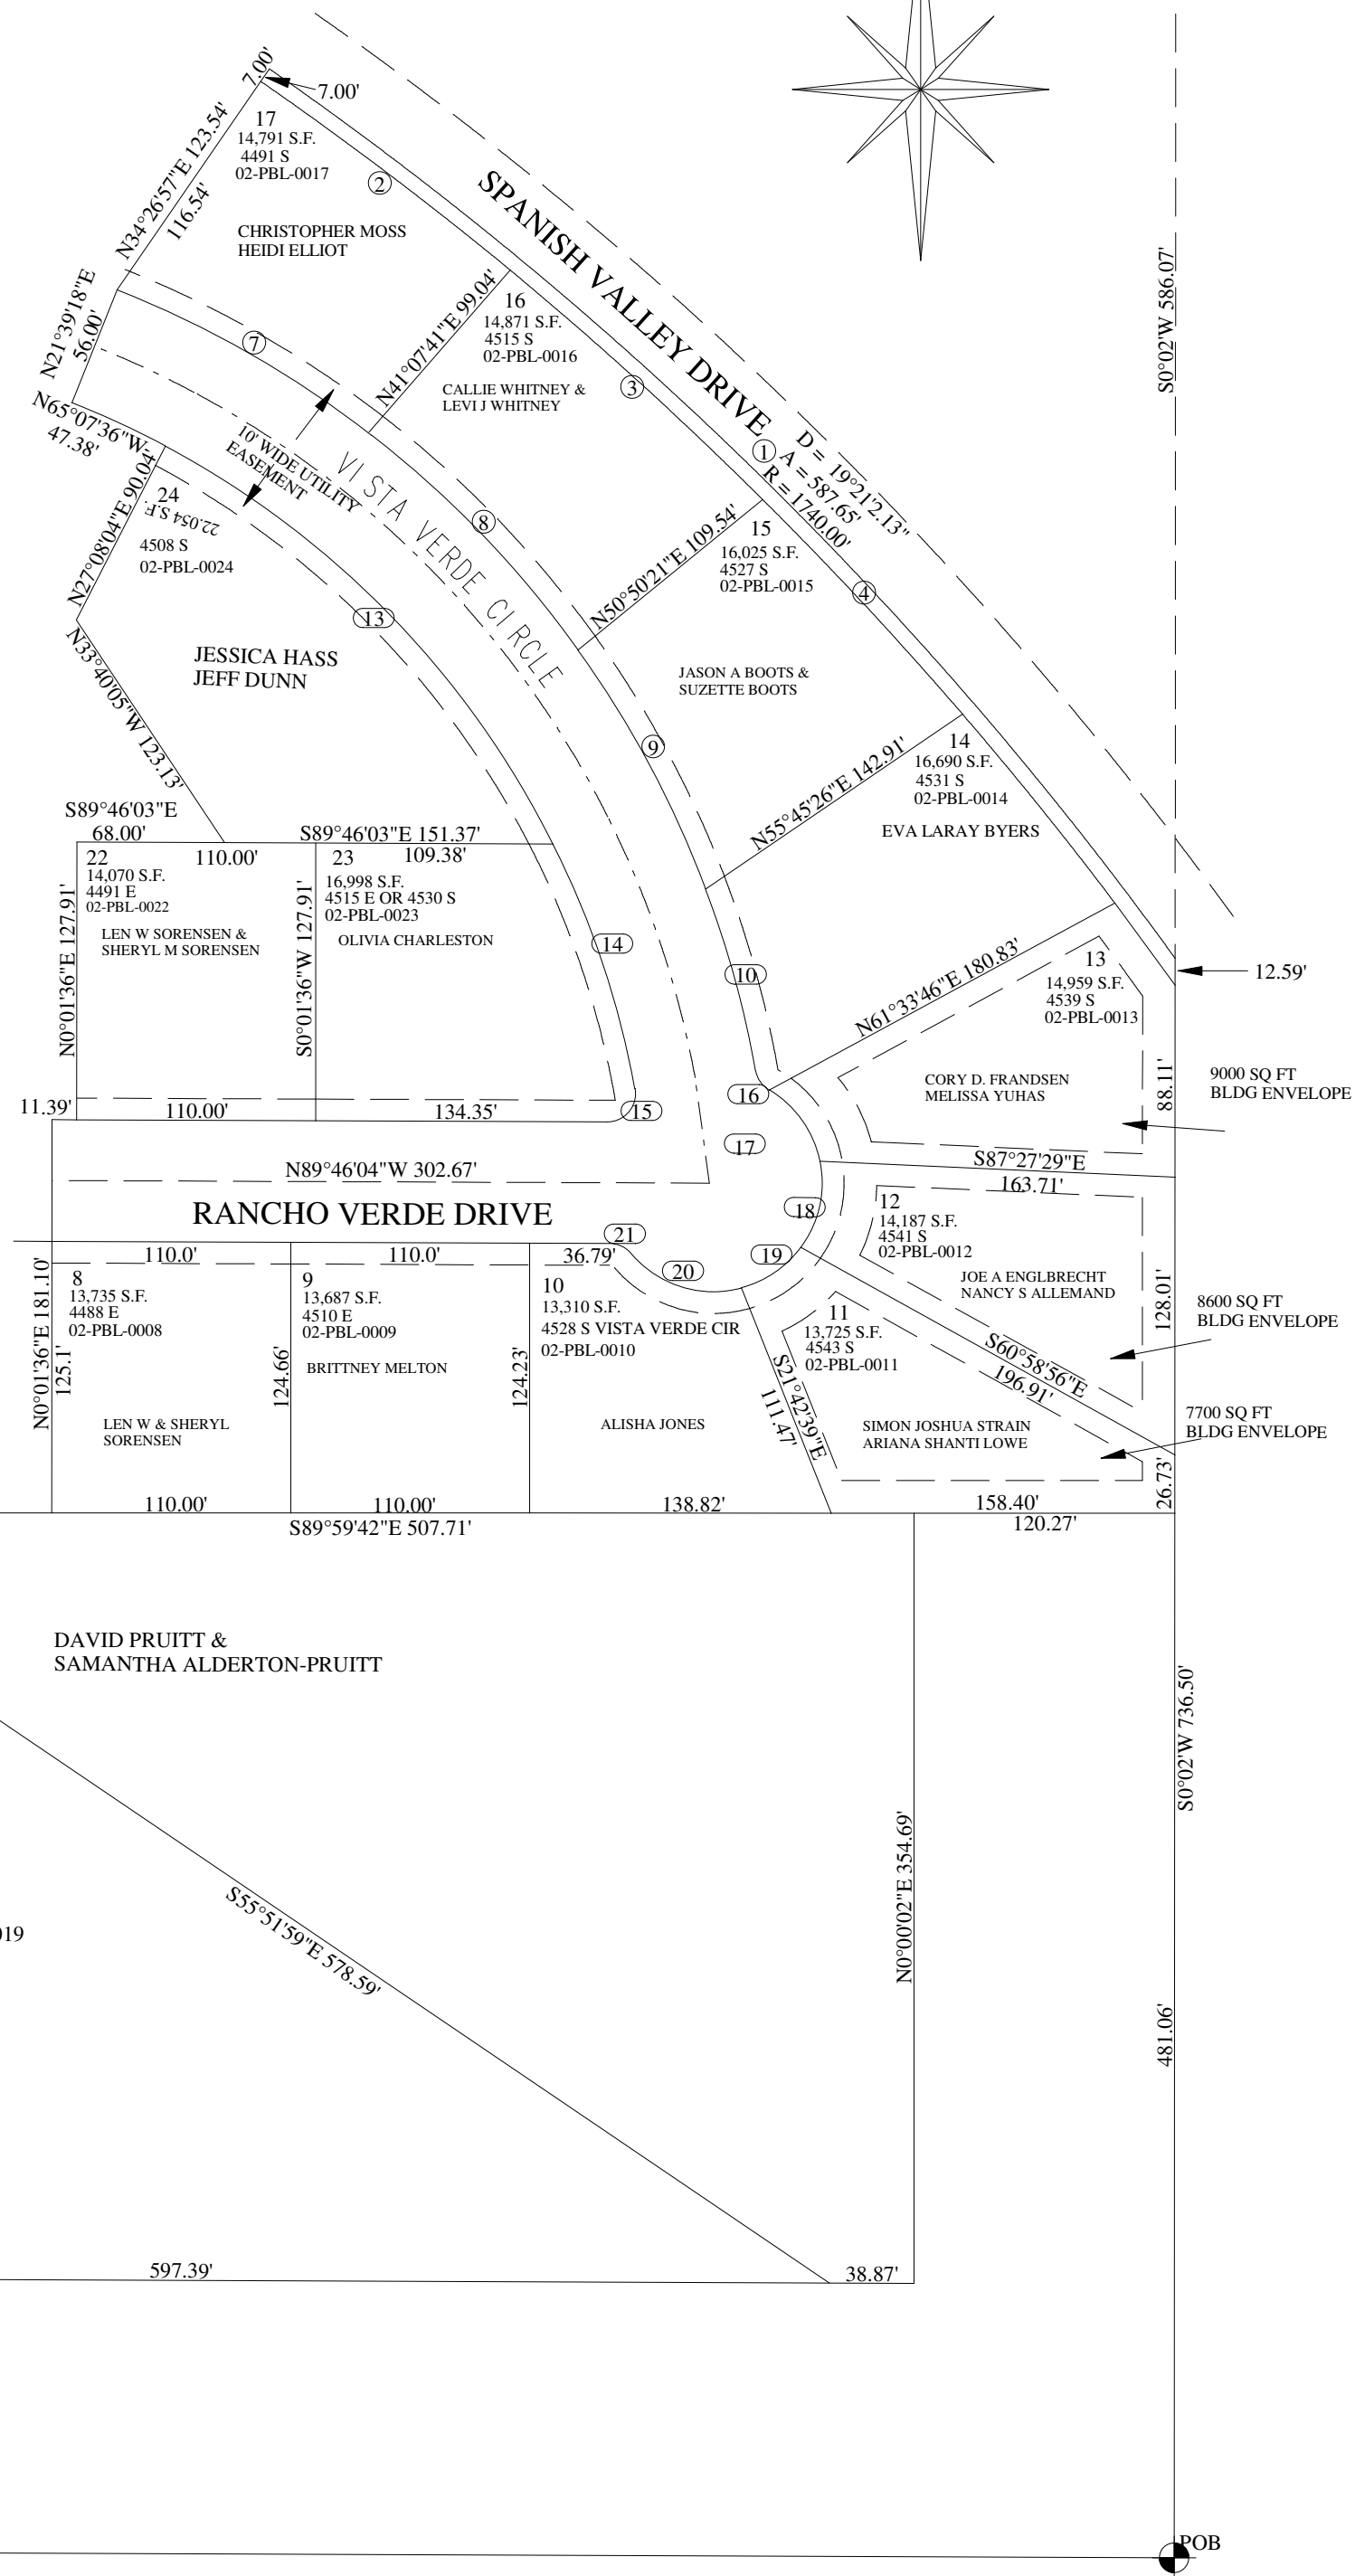 7.00'
7.00'
N34°26'57"E 123.54'
116.54'
17
14,791 S.F.
4491 S
02-PBL-0017
CHRISTOPHER MOSS
HEIDI ELLIOT
2
SPANISH VALLEY DRIVE
S0°02'W 586.07'
N21°39'18"E
56.00'
7
N41°07'41"E 99.04'
16
14,871 S.F.
4515 S
02-PBL-0016
CALLIE WHITNEY &
LEVI J WHITNEY
3
1
D = 19°21'2.13"
A = 587.65'
R = 1740.00'
N65°07'36"W
47.38'
10' WIDE UTILITY
EASEMENT
VISTA VERDE CIRCLE
8
N27°08'04"E 90.04'
24
22,054 S.F.
4508 S
02-PBL-0024
13
JESSICA HASS
JEFF DUNN
N33°40'05"W 123.13'
N50°50'21"E 109.54'
15
16,025 S.F.
4527 S
02-PBL-0015
4
JASON A BOOTS &
SUZETTE BOOTS
9
N55°45'26"E 142.91'
14
16,690 S.F.
4531 S
02-PBL-0014
EVA LARAY BYERS
S89°46'03"E
68.00'
S89°46'03"E 151.37'
110.00'
109.38'
22
14,070 S.F.
4491 E
02-PBL-0022
LEN W SORENSEN &
SHERYL M SORENSEN
N0°01'36"E 127.91'
S0°01'36"W 127.91'
23
16,998 S.F.
4515 E OR 4530 S
02-PBL-0023
OLIVIA CHARLESTON
14
10
N61°33'46"E 180.83'
13
14,959 S.F.
4539 S
02-PBL-0013
12.59'
CORY D. FRANDSEN
MELISSA YUHAS
88.11'
9000 SQ FT
BLDG ENVELOPE
11.39'
110.00'
134.35'
15
16
17
N89°46'04"W 302.67'
S87°27'29"E
163.71'
RANCHO VERDE DRIVE
18
12
14,187 S.F.
4541 S
02-PBL-0012
JOE A ENGLBRECHT
NANCY S ALLEMAND
128.01'
8600 SQ FT
BLDG ENVELOPE
21
19
20
110.0'
110.0'
36.79'
N0°01'36"E 181.10'
125.1'
8
13,735 S.F.
4488 E
02-PBL-0008
LEN W & SHERYL
SORENSEN
124.66'
9
13,687 S.F.
4510 E
02-PBL-0009
BRITTNEY MELTON
124.23'
10
13,310 S.F.
4528 S VISTA VERDE CIR
02-PBL-0010
ALISHA JONES
S21°42'39"E
111.47'
11
13,725 S.F.
4543 S
02-PBL-0011
S60°58'56"E
196.91'
SIMON JOSHUA STRAIN
ARIANA SHANTI LOWE
7700 SQ FT
BLDG ENVELOPE
26.73'
110.00'
110.00'
138.82'
158.40'
S89°59'42"E 507.71'
120.27'
DAVID PRUITT &
SAMANTHA ALDERTON-PRUITT
S0°02'W 736.50'
N0°00'02"E 354.69'
S55°51'59"E 578.59'
019
481.06'
597.39'
38.87'
POB